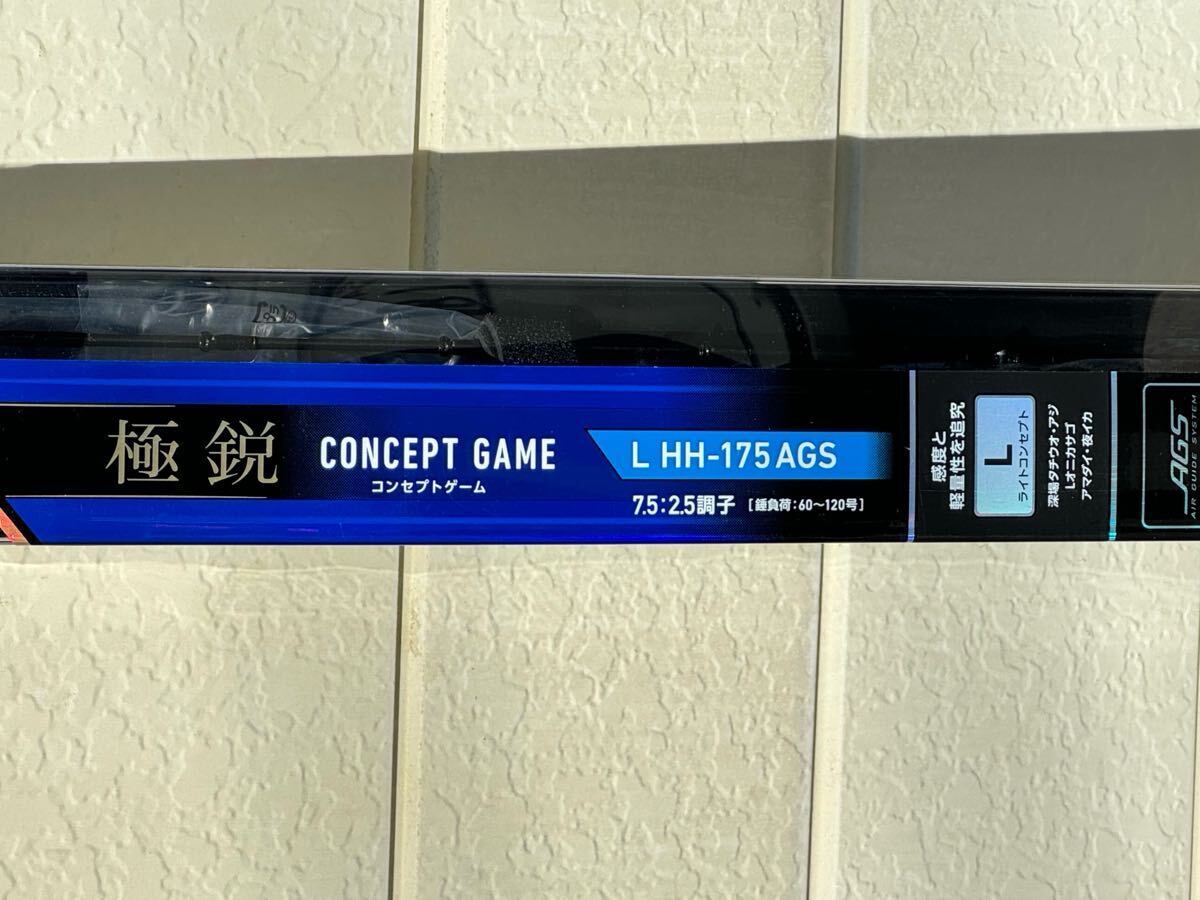 極鋭
CONCEPT GAME
コンセプトゲーム
L HH-175 AGS
7.5:2.5調子 [錘負荷:60〜120号]
感度と
軽量性を追究
L
ライトコンセプト
深場タチウオ・アジ
Lオニカサゴ
アマダイ・夜イカ
AGS
AIR GUIDE SYSTEM